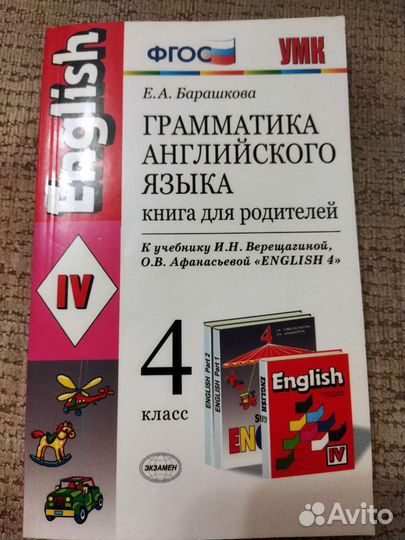 English
ФГОС
УМК
Е.А. Барашкова
ГРАММАТИКА
АНГЛИЙСКОГО
ЯЗЫКА
книга для родителей
К учебнику И.Н. Верещагиной,
О.В. Афанасьевой «ENGLISH 4»
IV
4
класс
ENGLISH Part 2
ENGLISH Part 1
4
ENGLISH
English
IV
ЭКЗАМЕН
Avito